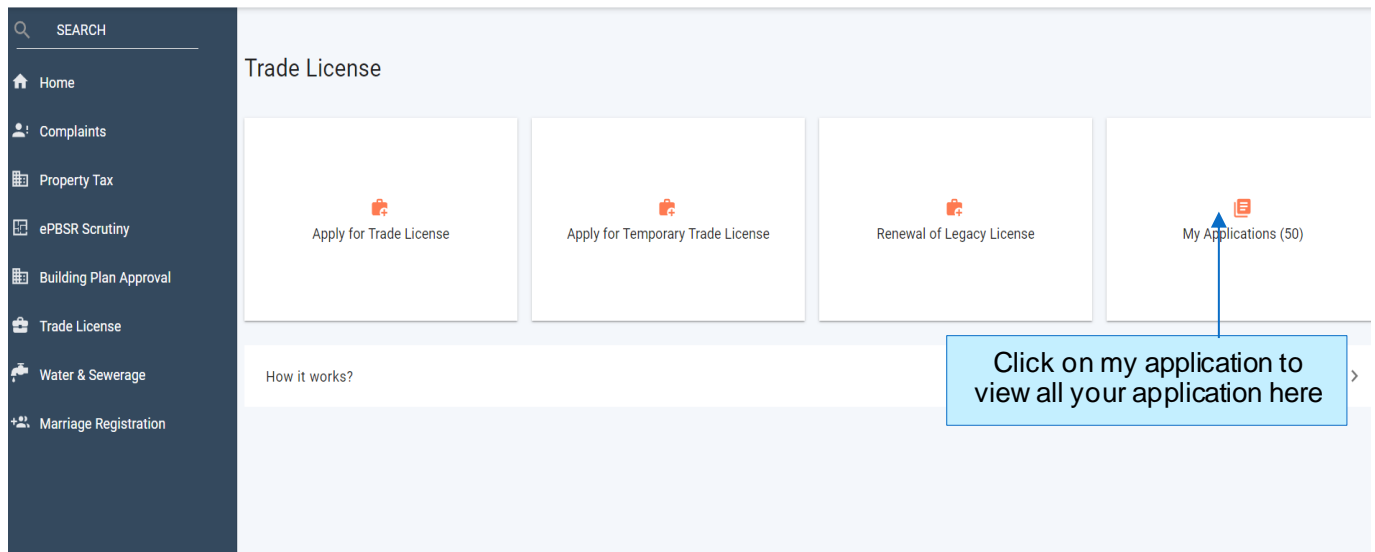 SEARCH
Home
Complaints
Property Tax
ePBSR Scrutiny
Building Plan Approval
Trade License
Water & Sewerage
Marriage Registration
Trade License
Apply for Trade License
Apply for Temporary Trade License
Renewal of Legacy License
My Applications (50)
How it works?
Click on my application to
view all your application here